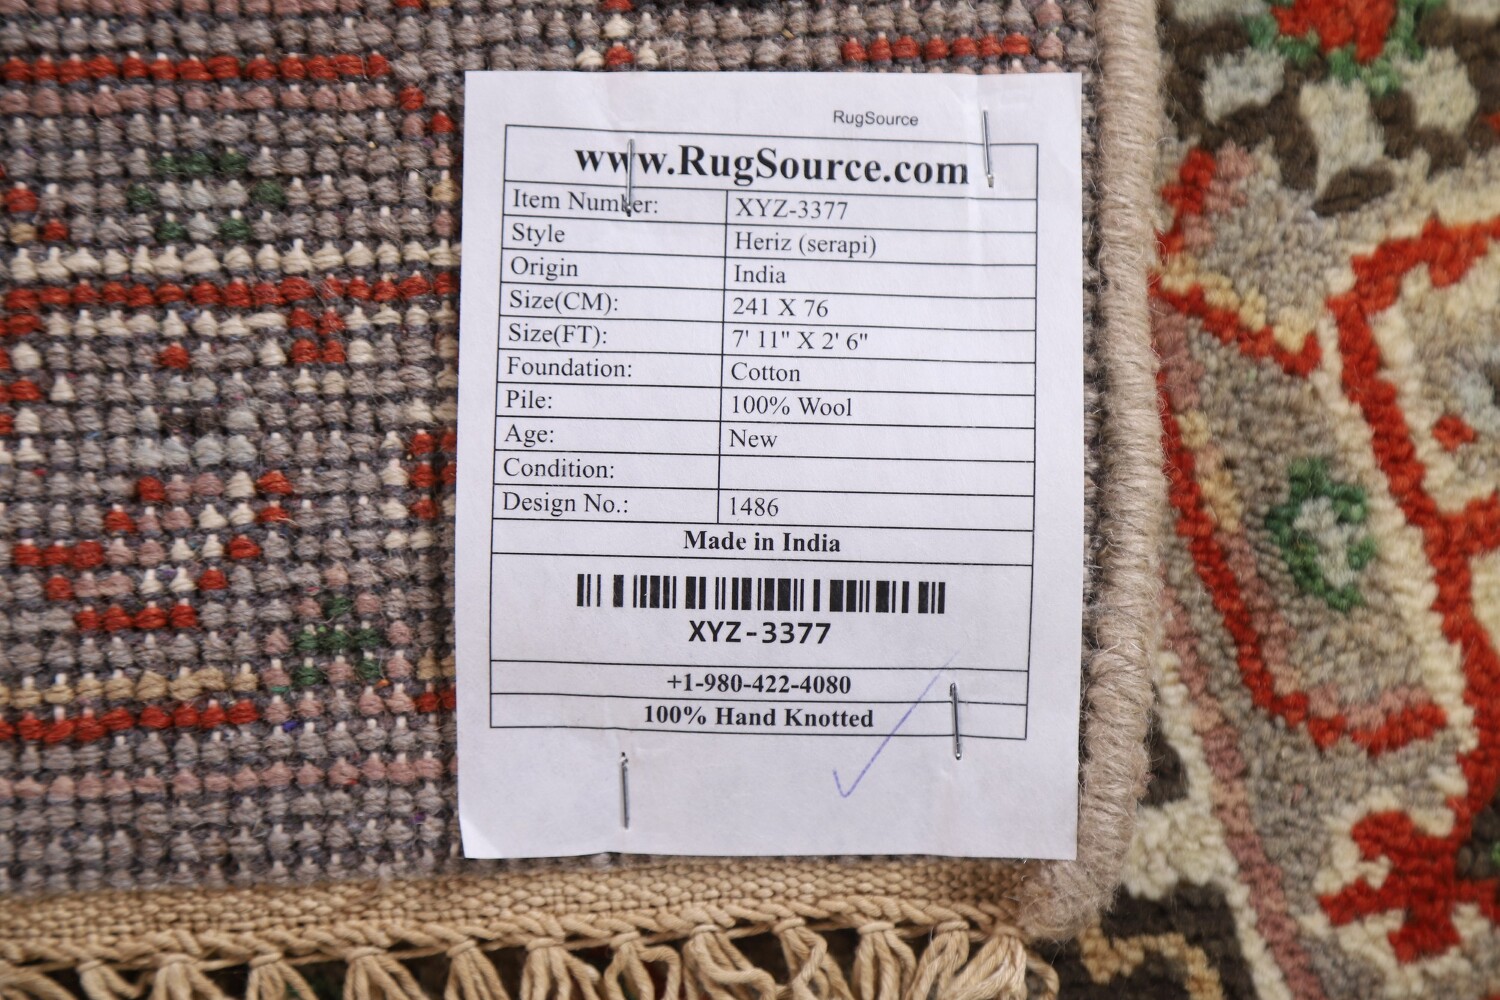 RugSource
www.RugSource.com
Item Number: XYZ-3377
Style Heriz (serapi)
Origin India
Size(CM): 241 X 76
Size(FT): 7' 11" X 2' 6"
Foundation: Cotton
Pile: 100% Wool
Age: New
Condition:
Design No.: 1486
Made in India
XYZ-3377
+1-980-422-4080
100% Hand Knotted